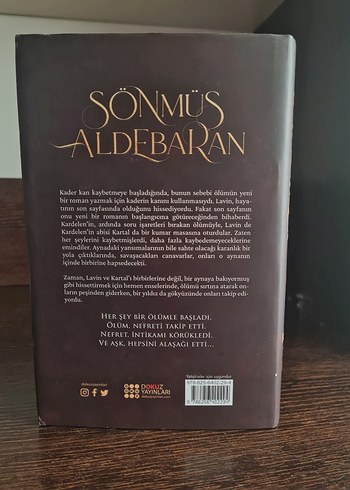 SÖNMÜŞ
ALDEBARAN
Kader kan kaybetmeye başladığında, bunun sebebi ölümün yeni
bir roman yazmak için kaderin kanını kullanmasıydı. Lavin, haya-
tının son sayfasında olduğunu hissediyordu. Fakat son sayfanın
onu yeni bir romanın başlangıcına götüreceğinden bihaberdi.
Kardelen'in, ardında soru işaretleri bırakan ölümüyle, Lavin de
Kardelen'in abisi Kartal da bir kumar masasına oturdular. Zaten
her şeylerini kaybetmişlerdi, daha fazla kaybedemeyeceklerine
emindiler. Aynadaki yansımalarının bile sahte olacağı karanlık bir
yola çıktıklarında, savaşacakları canavarlar, onları o aynanın
içinde birbirine hapsedecekti.
Zaman, Lavin ve Kartal'ı birbirlerine değil, bir aynaya bakıyormuş
gibi hissettirmek için hemen enselerinde, ölümü sırtına atarak on-
ların peşinden giderken, bir yıldız da gökyüzünde onları takip edi-
yordu.
HER ŞEY BİR ÖLÜMLE BAŞLADI.
ÖLÜM, NEFRETİ TAKİP ETTİ.
NEFRET, İNTİKAMI KÖRÜKLEDİ.
VE AŞK, HEPSİNİ ALAŞAĞI ETTİ...
dokuzyayinlari
DOKUZ
YAYINLARI
Yetişkinler için uygundur